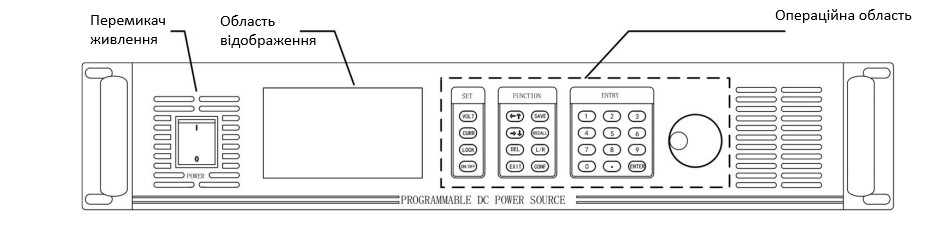 Перемикач
живлення
Область
відображення
Операційна область
SET
FUNCTION
ENTRY
VOLT
CURR
LOCK
ON/OFF
←↑ SAVE
→↓ RECALL
DEL L/R
EXIT CONF
1 2 3
4 5 6
7 8 9
0 . ENTER
I
0
POWER
PROGRAMMABLE DC POWER SOURCE